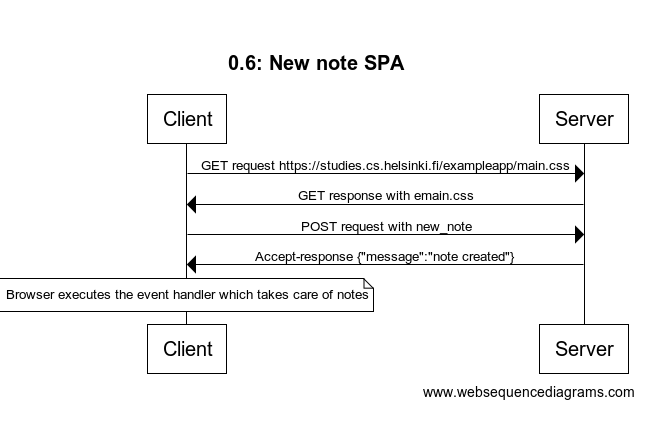 0.6: New note SPA
Client
Server
GET request https://studies.cs.helsinki.fi/exampleapp/main.css
GET response with emain.css
POST request with new_note
Accept-response {"message":"note created"}
Browser executes the event handler which takes care of notes
Client
Server
www.websequencediagrams.com